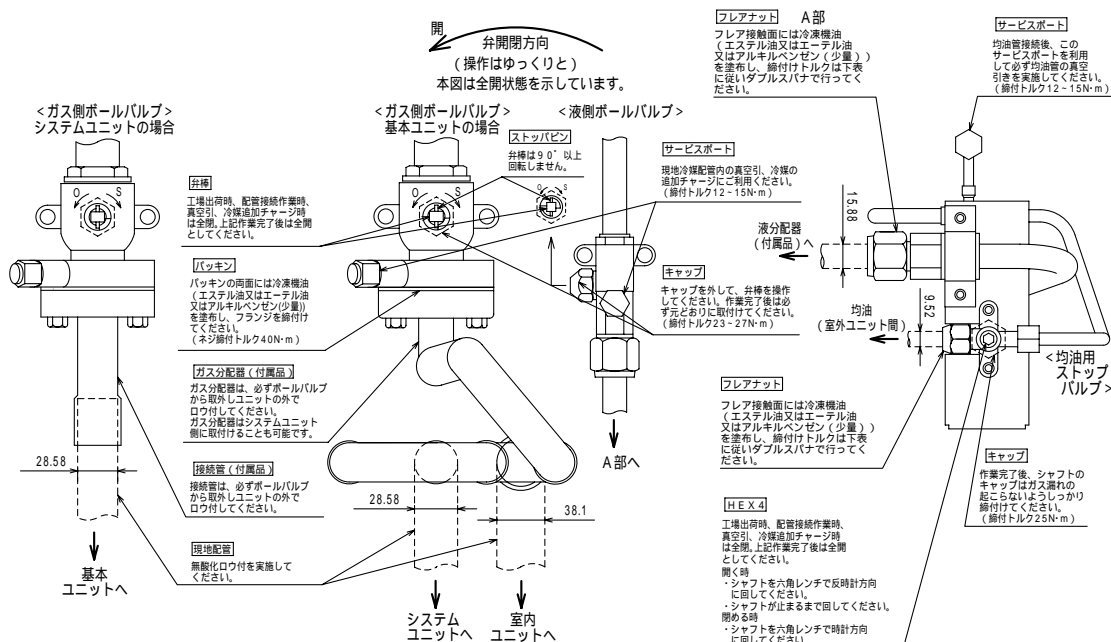 開
弁開閉方向
(操作はゆっくりと)
本図は全開状態を示しています。
<ガス側ボールバルブ>
システムユニットの場合
O S
弁棒
工場出荷時、配管接続作業時、
真空引、冷媒追加チャージ時
は全閉。上記作業完了後は全開
としてください。
パッキン
パッキンの両面には冷凍機油
(エステル油又はエーテル油
又はアルキルベンゼン(少量))
を塗布し、フランジを締付け
てください。
(ネジ締付トルク40N・m)
ガス分配器(付属品)
ガス分配器は、必ずボールバルブ
から取外しユニットの外で
ロウ付してください。
ガス分配器はシステムユニット
側に取付けることも可能です。
接続管(付属品)
接続管は、必ずボールバルブ
から取外しユニットの外で
ロウ付してください。
現地配管
無酸化ロウ付を実施して
ください。
28.58
基本
ユニットへ
<ガス側ボールバルブ>
基本ユニットの場合
O S
ストッパピン
弁棒は90°以上
回転しません。
O S
28.58
38.1
システム
ユニットへ
室内
ユニットへ
<液側ボールバルブ>
サービスポート
現地冷媒配管内の真空引、冷媒の
追加チャージにご利用ください。
(締付トルク12~15N・m)
キャップ
キャップを外して、弁棒を操作
してください。作業完了後は必
ず元どおりに取付けてください。
(締付トルク23~27N・m)
A部へ
フレアナット A部
フレア接触面には冷凍機油
(エステル油又はエーテル油
又はアルキルベンゼン(少量))
を塗布し、締付けトルクは下表
に従いダブルスパナで行ってく
ださい。
サービスポート
均油管接続後、この
サービスポートを利用
して必ず均油管の真空
引きを実施してください。
(締付トルク12~15N・m)
15.88
液分配器
(付属品)へ
9.52
均油
(室外ユニット間)
<均油用
ストップ
バルブ>
フレアナット
フレア接触面には冷凍機油
(エステル油又はエーテル油
又はアルキルベンゼン(少量))
を塗布し、締付けトルクは下表
に従いダブルスパナで行ってく
ださい。
キャップ
作業完了後、シャフトの
キャップはガス漏れの
起こらないようしっかり
締付けてください。
(締付トルク25N・m)
HEX4
工場出荷時、配管接続作業時、
真空引、冷媒追加チャージ時
は全閉。上記作業完了後は全開
としてください。
開く時
・シャフトを六角レンチで反時計方向
に回してください。
・シャフトが止まるまで回してください。
閉める時
・シャフトを六角レンチで時計方向
に回してください。